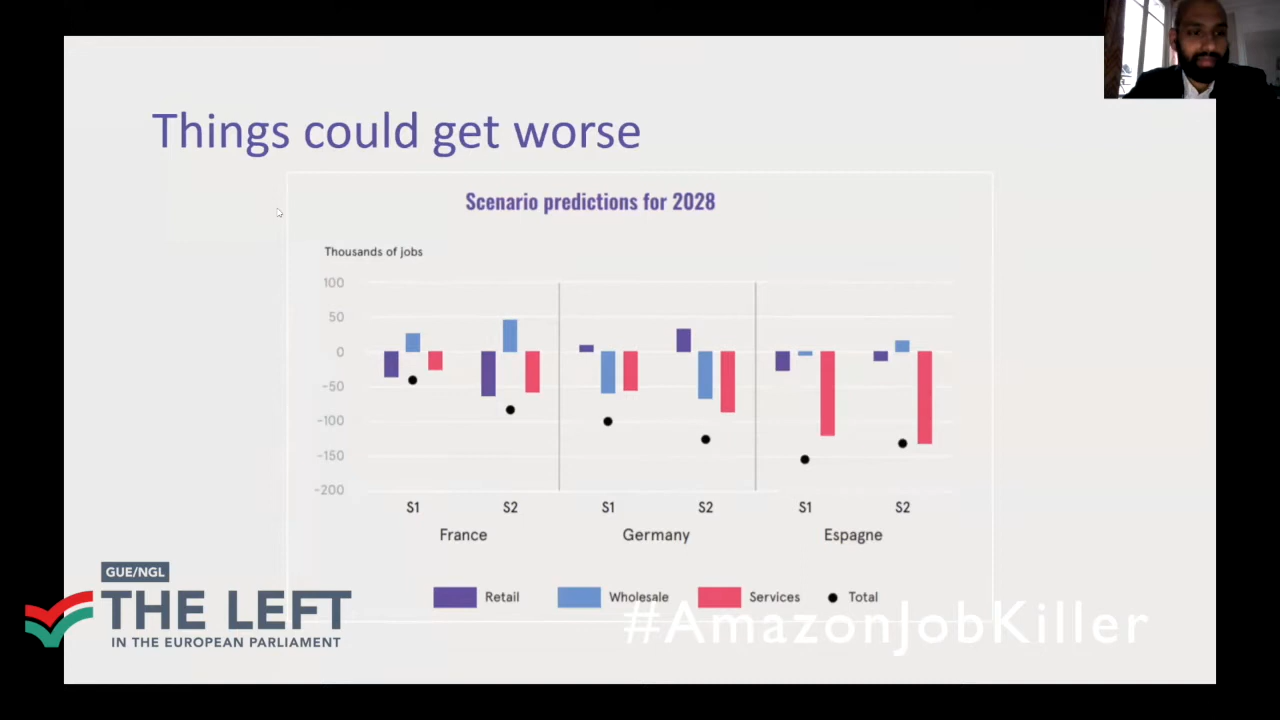 Things could get worse
Scenario predictions for 2028
Thousands of jobs
100
50
0
-50
-100
-150
-200
S1 S2 S1 S2 S1 S2
France Germany Espagne
Retail Wholesale Services Total
GUE/NGL
THE LEFT
IN THE EUROPEAN PARLIAMENT
#AmazonJobKiller